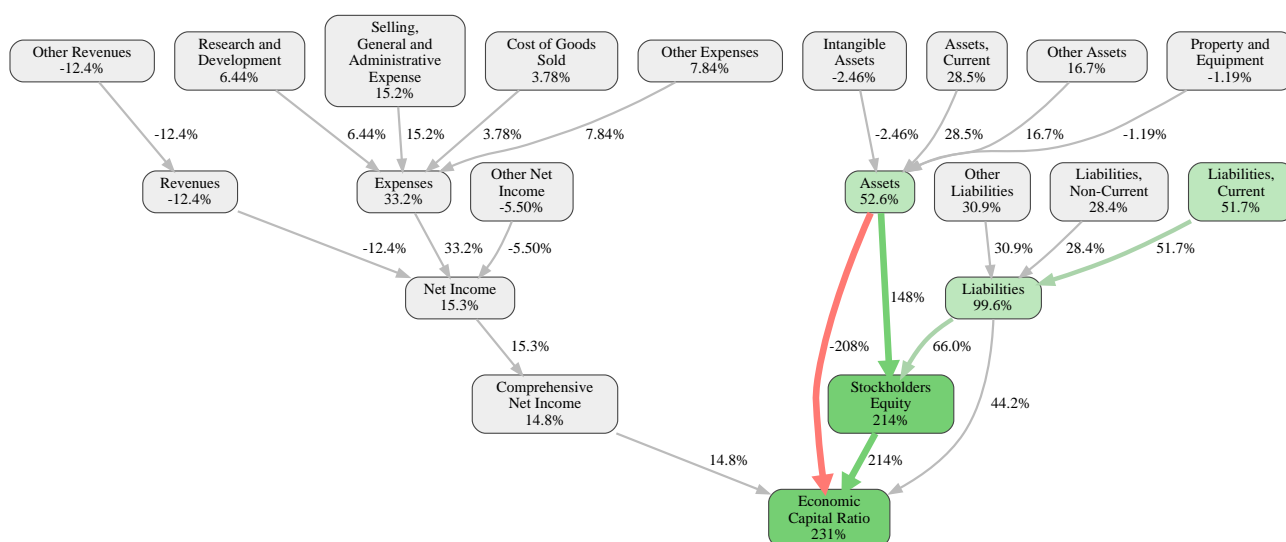 Other Revenues
-12.4%
Research and
Development
6.44%
Selling,
General and
Administrative
Expense
15.2%
Cost of Goods
Sold
3.78%
Other Expenses
7.84%
Intangible
Assets
-2.46%
Assets,
Current
28.5%
Other Assets
16.7%
Property and
Equipment
-1.19%
-12.4%
6.44%
15.2%
3.78%
7.84%
-2.46%
28.5%
16.7%
-1.19%
Revenues
-12.4%
Expenses
33.2%
Other Net
Income
-5.50%
Assets
52.6%
Other
Liabilities
30.9%
Liabilities,
Non-Current
28.4%
Liabilities,
Current
51.7%
-12.4%
33.2%
-5.50%
30.9%
28.4%
51.7%
Net Income
15.3%
148%
Liabilities
99.6%
15.3%
-208%
66.0%
Comprehensive
Net Income
14.8%
Stockholders
Equity
214%
44.2%
14.8%
214%
Economic
Capital Ratio
231%